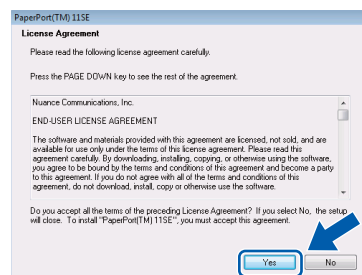 PaperPort(TM) 11SE
License Agreement
Please read the following license agreement carefully.
Press the PAGE DOWN key to see the rest of the agreement.
Nuance Communications, Inc.
END-USER LICENSE AGREEMENT
The software and materials provided with this agreement are licensed, not sold, and are
available for use only under the terms of this license agreement. Please read this
agreement carefully. By downloading, installing, copying, or otherwise using the software,
you agree to be bound by the terms and conditions of this agreement and become a party
to this agreement. If you do not agree with all of the terms and conditions of this
agreement, do not download, install, copy or otherwise use the software.
Do you accept all the terms of the preceding License Agreement? If you select No, the setup
will close. To install "PaperPort(TM) 11SE", you must accept this agreement.
Yes
No